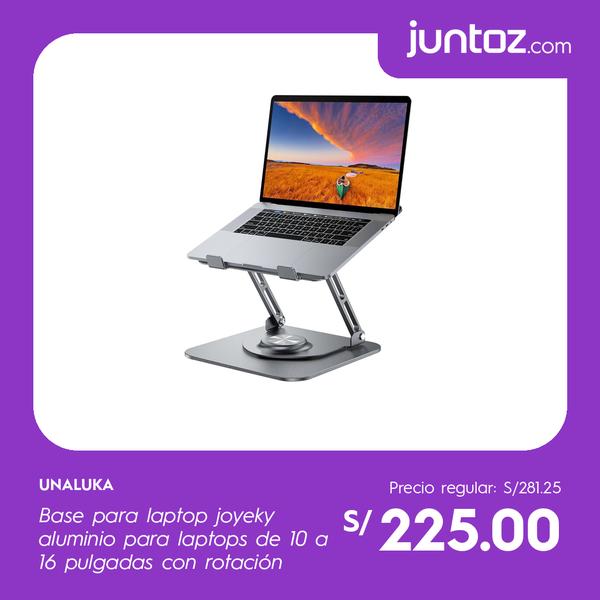 juntoz.com
UNALUKA
Base para laptop joyeky
aluminio para laptops de 10 a
16 pulgadas con rotación
Precio regular: S/281.25
S/ 225.00